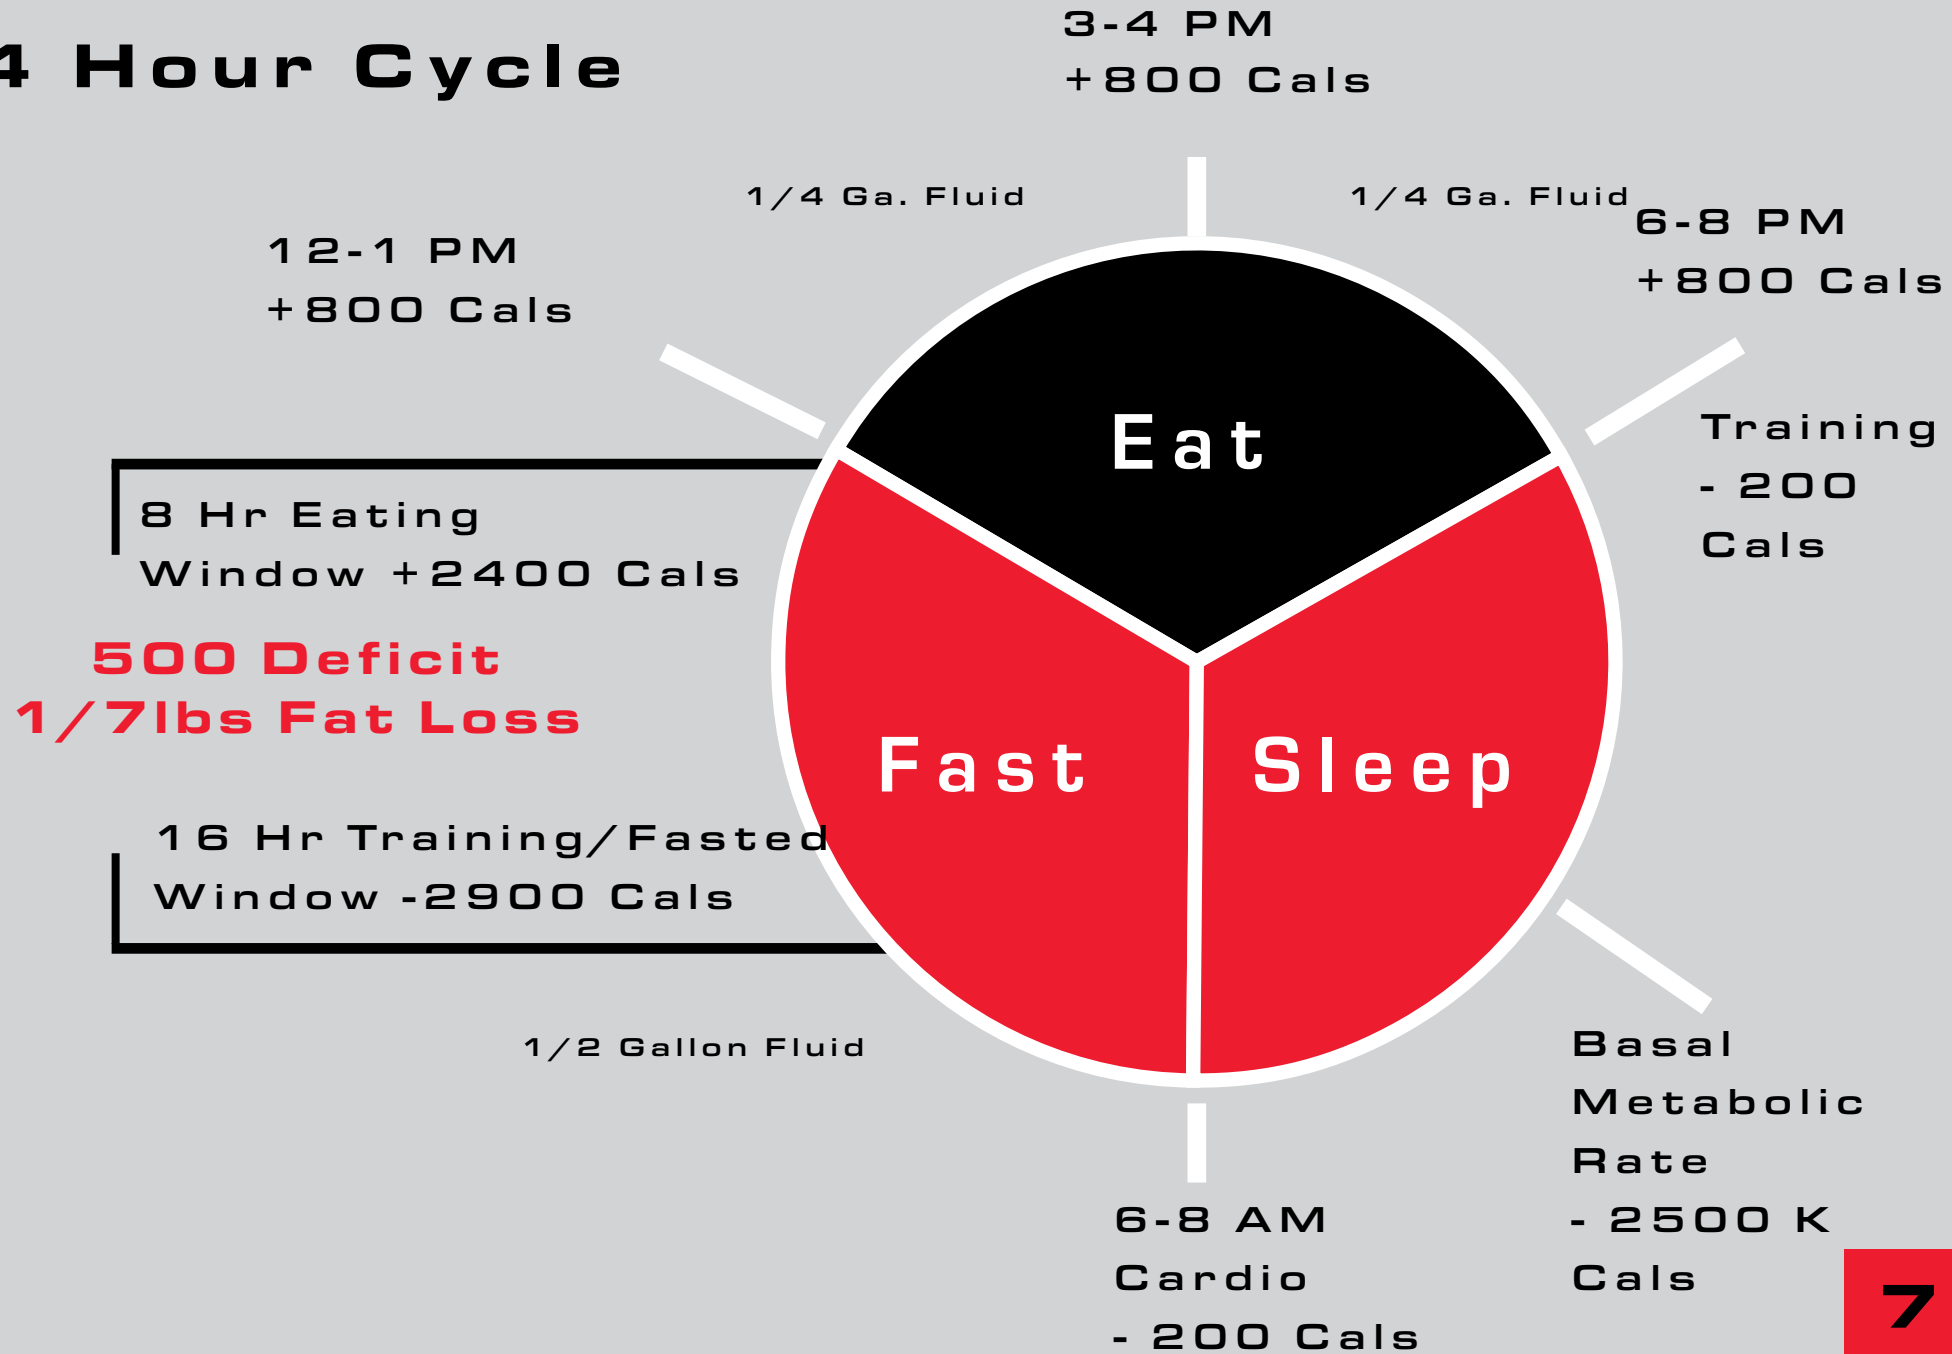 4 Hour Cycle
3-4 PM
+800 Cals
1/4 Ga. Fluid
1/4 Ga. Fluid
12-1 PM
+800 Cals
6-8 PM
+800 Cals
Eat
Training
- 200
Cals
8 Hr Eating
Window +2400 Cals
500 Deficit
1/7lbs Fat Loss
Fast
Sleep
16 Hr Training/Fasted
Window -2900 Cals
1/2 Gallon Fluid
Basal
Metabolic
Rate
- 2500 K
Cals
6-8 AM
Cardio
- 200 Cals
7